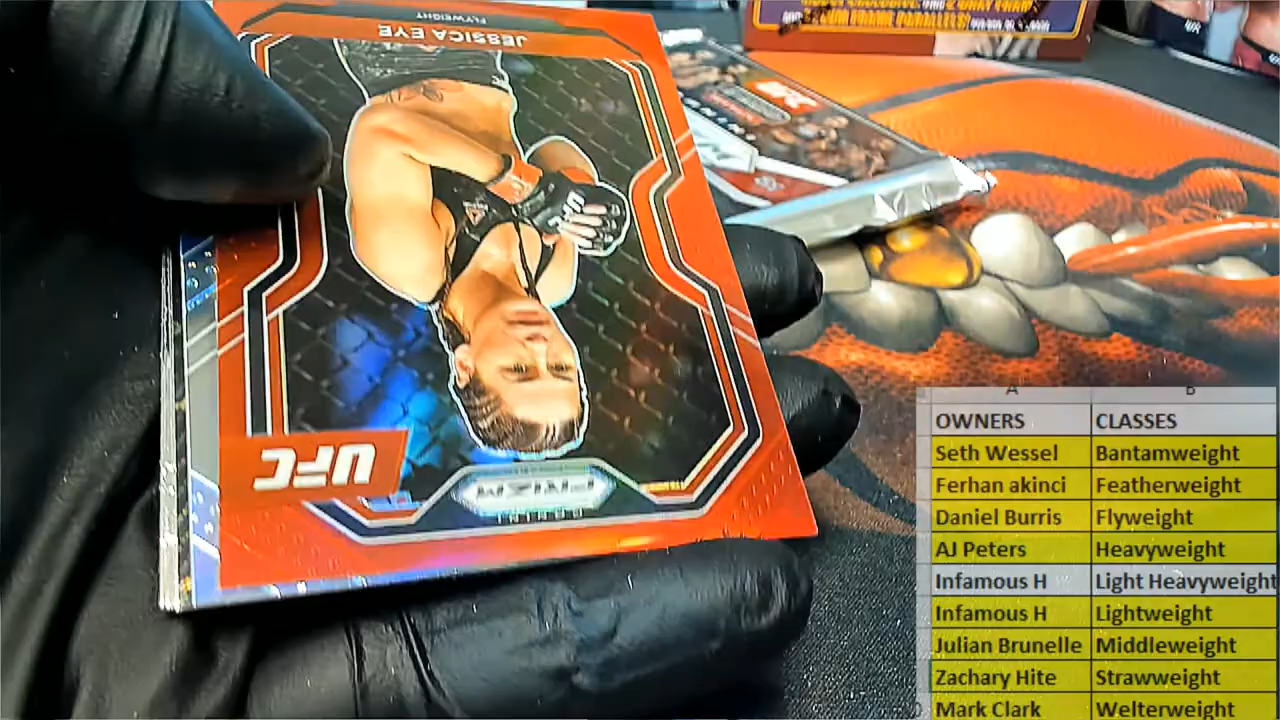 FLYWEIGHT
JESSICA EYE
UFC
PRIZM
A
B
OWNERS
CLASSES
Seth Wessel
Bantamweight
Ferhan akinci
Featherweight
Daniel Burris
Flyweight
AJ Peters
Heavyweight
Infamous H
Light Heavyweight
Infamous H
Lightweight
Julian Brunelle
Middleweight
Zachary Hite
Strawweight
Mark Clark
Welterweight